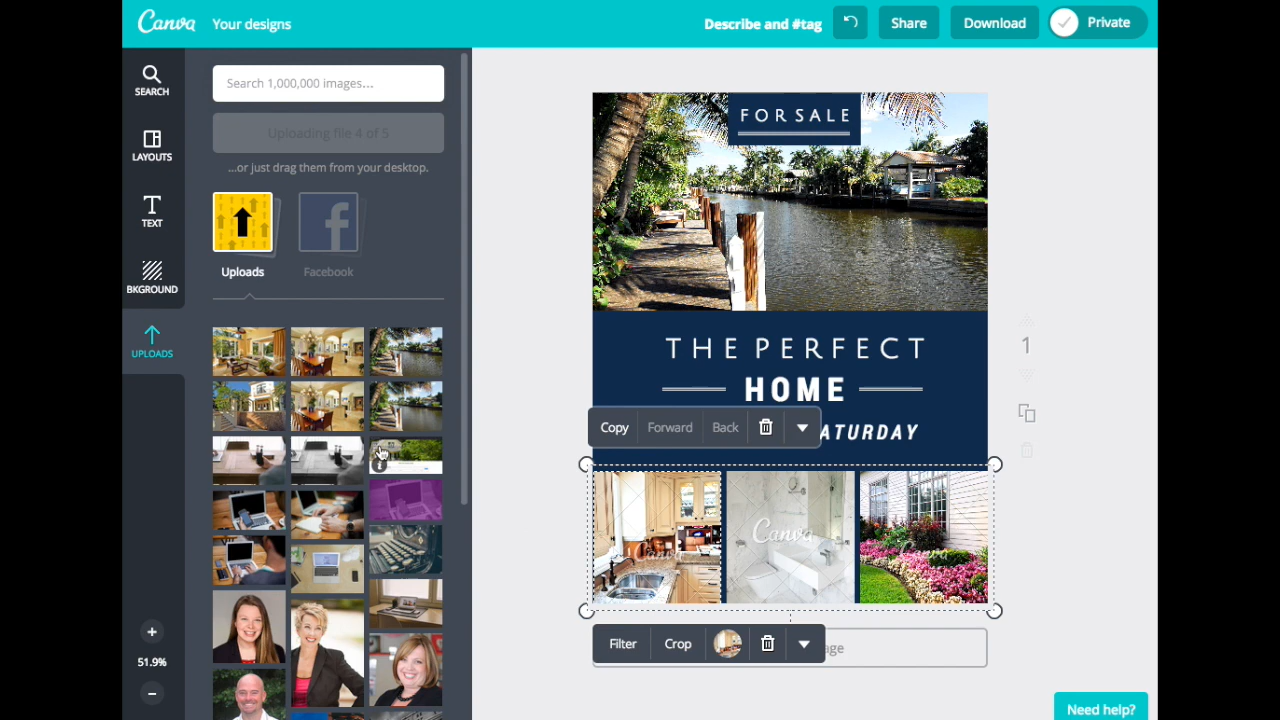 Canva
Your designs
Describe and #tag
Share
Download
Private
SEARCH
LAYOUTS
TEXT
BKGROUND
UPLOADS
51.9%
Search 1,000,000 images...
Uploading file 4 of 5
...or just drag them from your desktop.
Uploads
Facebook
FOR SALE
THE PERFECT
HOME
ATURDAY
Copy
Forward
Back
1
Canva
Canva
Filter
Crop
age
Need help?